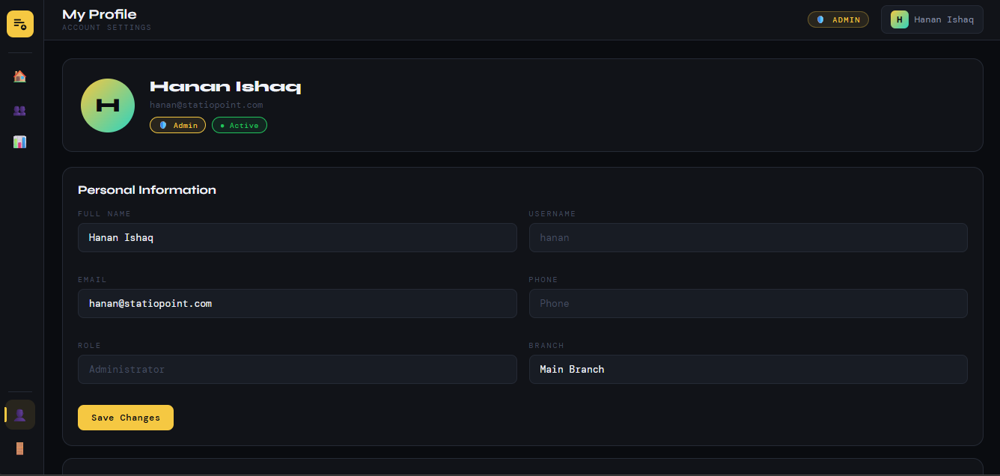 My Profile
ACCOUNT SETTINGS
ADMIN
H
Hanan Ishaq
H
Hanan Ishaq
hanan@statiopoint.com
Admin
Active
Personal Information
FULL NAME
USERNAME
Hanan Ishaq
hanan
EMAIL
PHONE
hanan@statiopoint.com
Phone
ROLE
BRANCH
Administrator
Main Branch
Save Changes